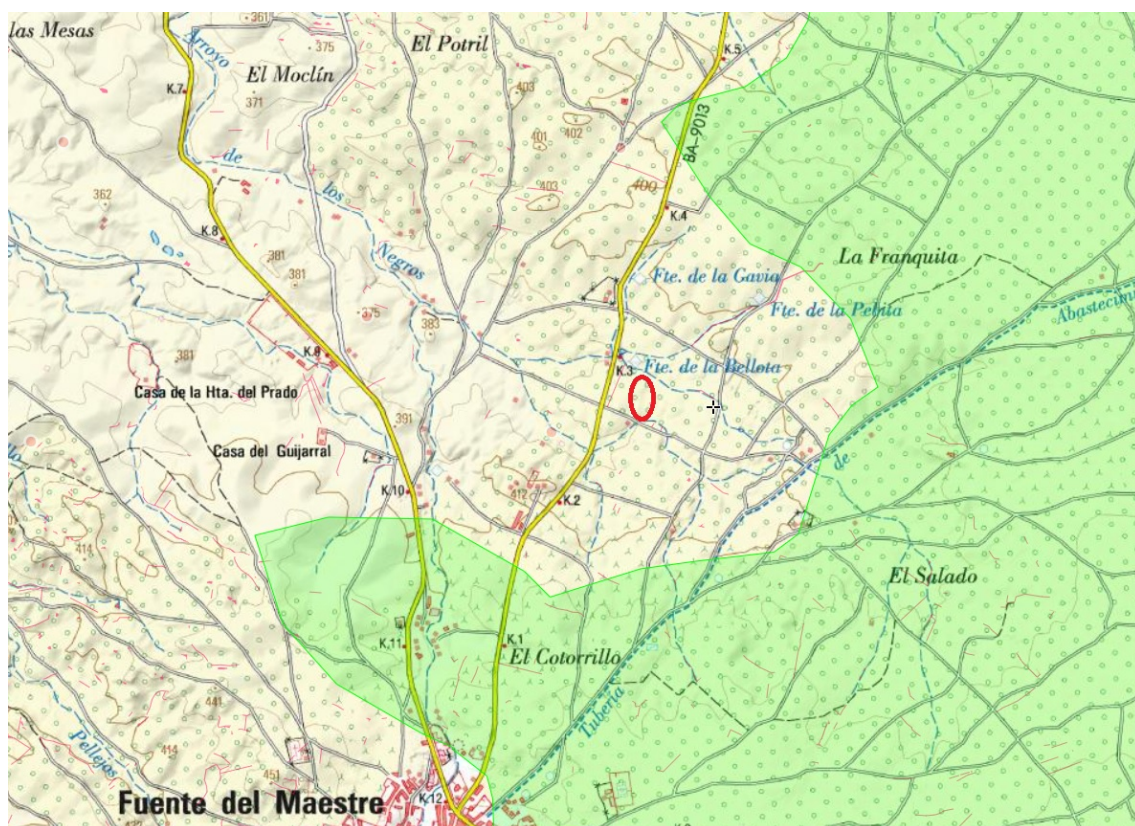 las Mesas
361
375
El Potril
K.5
Arroyo
El Moclín
K.7
371
403
BA-9013
401
402
de
los
362
403
400
K.4
K.8
Negros
381
La Franquita
381
Fte. de la Gavia
Fte. de la Pepita
Abastecimi
375
383
381
K.9
K.3
Fte. de la Bellota
Casa de la Hta. del Prado
391
Casa del Guijarral
de
K.10
412
K.2
414
El Salado
K.11
K.1
El Cotorrillo
441
Tubería
Pellejos
414
451
Fuente del Maestre
K.12